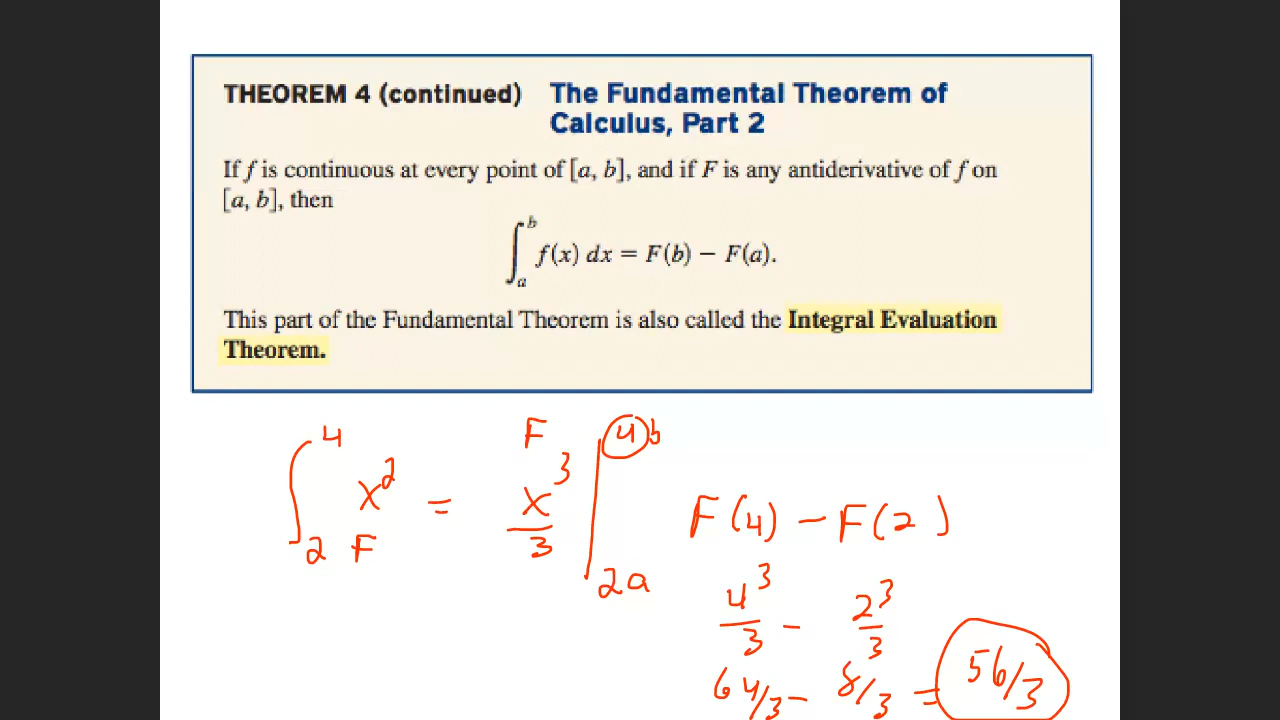 THEOREM 4 (continued) The Fundamental Theorem of
Calculus, Part 2
If f is continuous at every point of [a, b], and if F is any antiderivative of f on
[a, b], then
∫_a^b f(x) dx = F(b) − F(a).
This part of the Fundamental Theorem is also called the Integral Evaluation
Theorem.
∫_2^4 x^2 = x^3/3 |_2^4
F
F
b
a
F(4) − F(2)
4^3/3 − 2^3/3
64/3 − 8/3 = 56/3